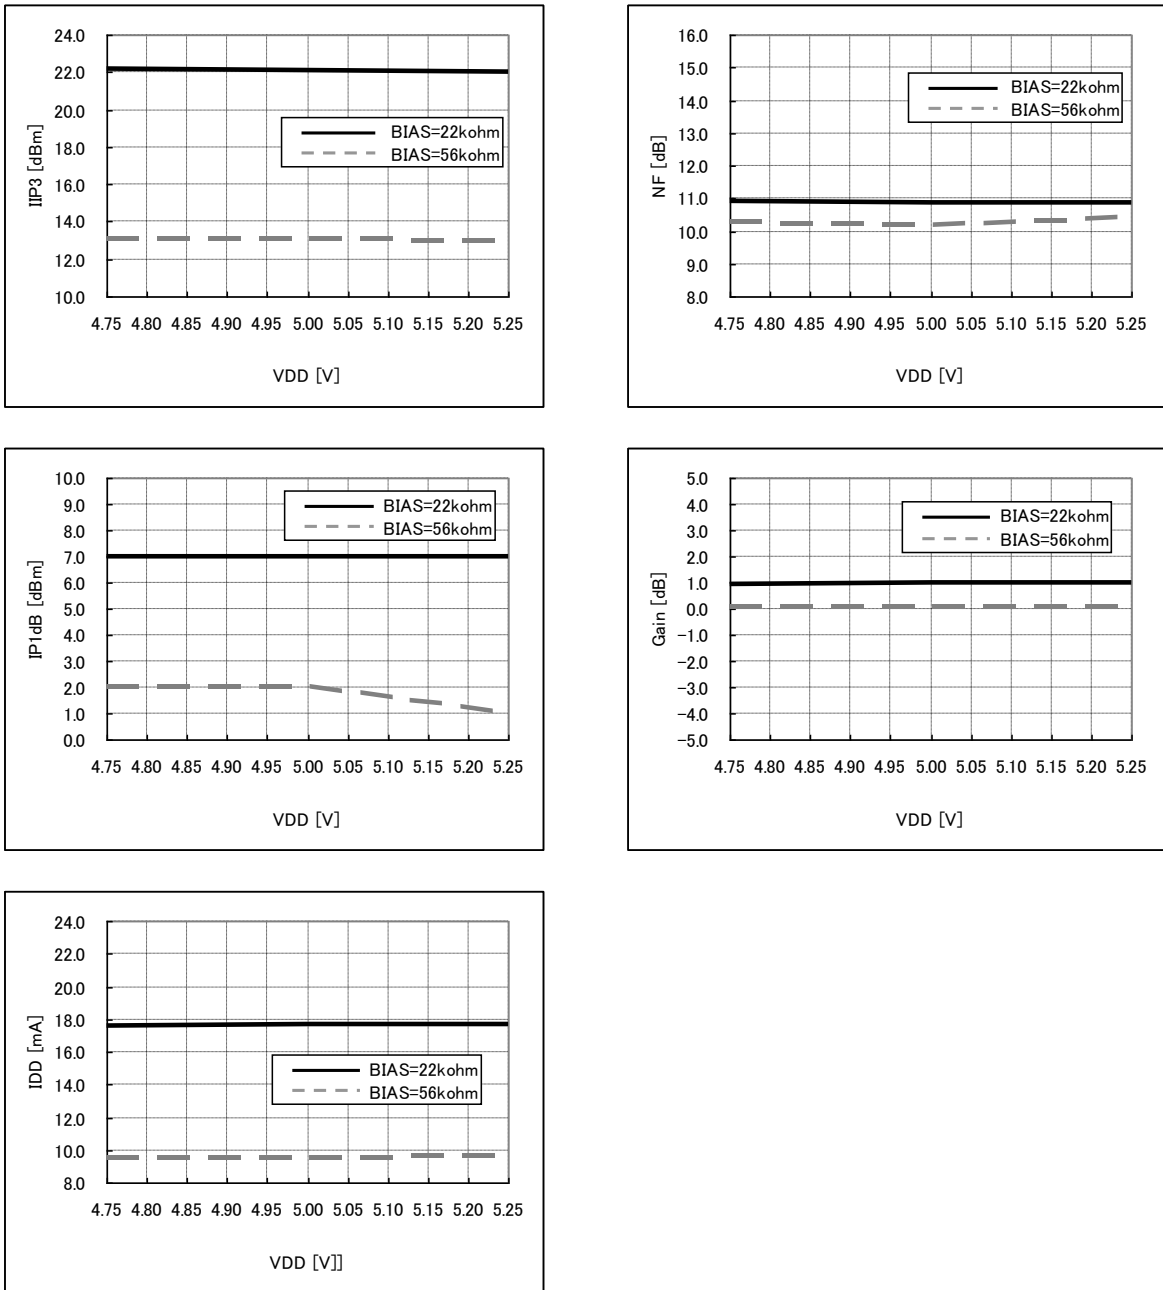 IIP3 [dBm]
24.0
22.0
20.0
18.0
16.0
14.0
12.0
10.0
BIAS=22kohm
BIAS=56kohm
4.75 4.80 4.85 4.90 4.95 5.00 5.05 5.10 5.15 5.20 5.25
VDD [V]
NF [dB]
16.0
15.0
14.0
13.0
12.0
11.0
10.0
9.0
8.0
BIAS=22kohm
BIAS=56kohm
4.75 4.80 4.85 4.90 4.95 5.00 5.05 5.10 5.15 5.20 5.25
VDD [V]
IP1dB [dBm]
10.0
9.0
8.0
7.0
6.0
5.0
4.0
3.0
2.0
1.0
0.0
BIAS=22kohm
BIAS=56kohm
4.75 4.80 4.85 4.90 4.95 5.00 5.05 5.10 5.15 5.20 5.25
VDD [V]
Gain [dB]
5.0
4.0
3.0
2.0
1.0
0.0
−1.0
−2.0
−3.0
−4.0
−5.0
BIAS=22kohm
BIAS=56kohm
4.75 4.80 4.85 4.90 4.95 5.00 5.05 5.10 5.15 5.20 5.25
VDD [V]
IDD [mA]
24.0
22.0
20.0
18.0
16.0
14.0
12.0
10.0
8.0
BIAS=22kohm
BIAS=56kohm
4.75 4.80 4.85 4.90 4.95 5.00 5.05 5.10 5.15 5.20 5.25
VDD [V]]